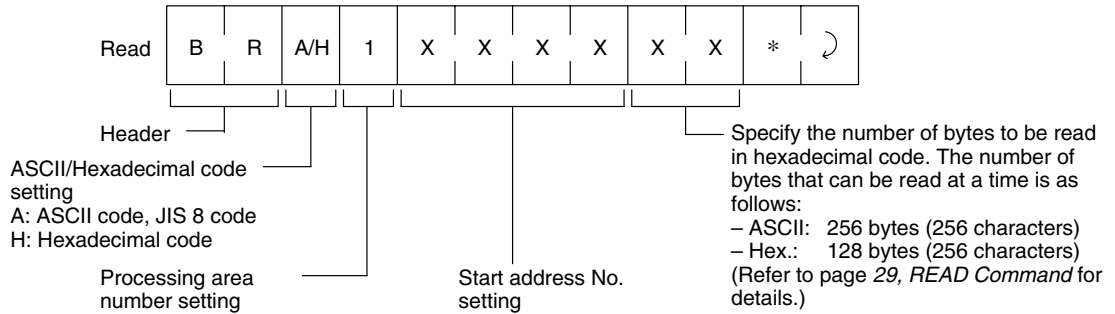 Read B R A/H 1 X X X X X X *
Header
ASCII/Hexadecimal code
setting
A: ASCII code, JIS 8 code
H: Hexadecimal code
Processing area
number setting
Start address No.
setting
Specify the number of bytes to be read
in hexadecimal code. The number of
bytes that can be read at a time is as
follows:
– ASCII: 256 bytes (256 characters)
– Hex.: 128 bytes (256 characters)
(Refer to page 29, READ Command for
details.)